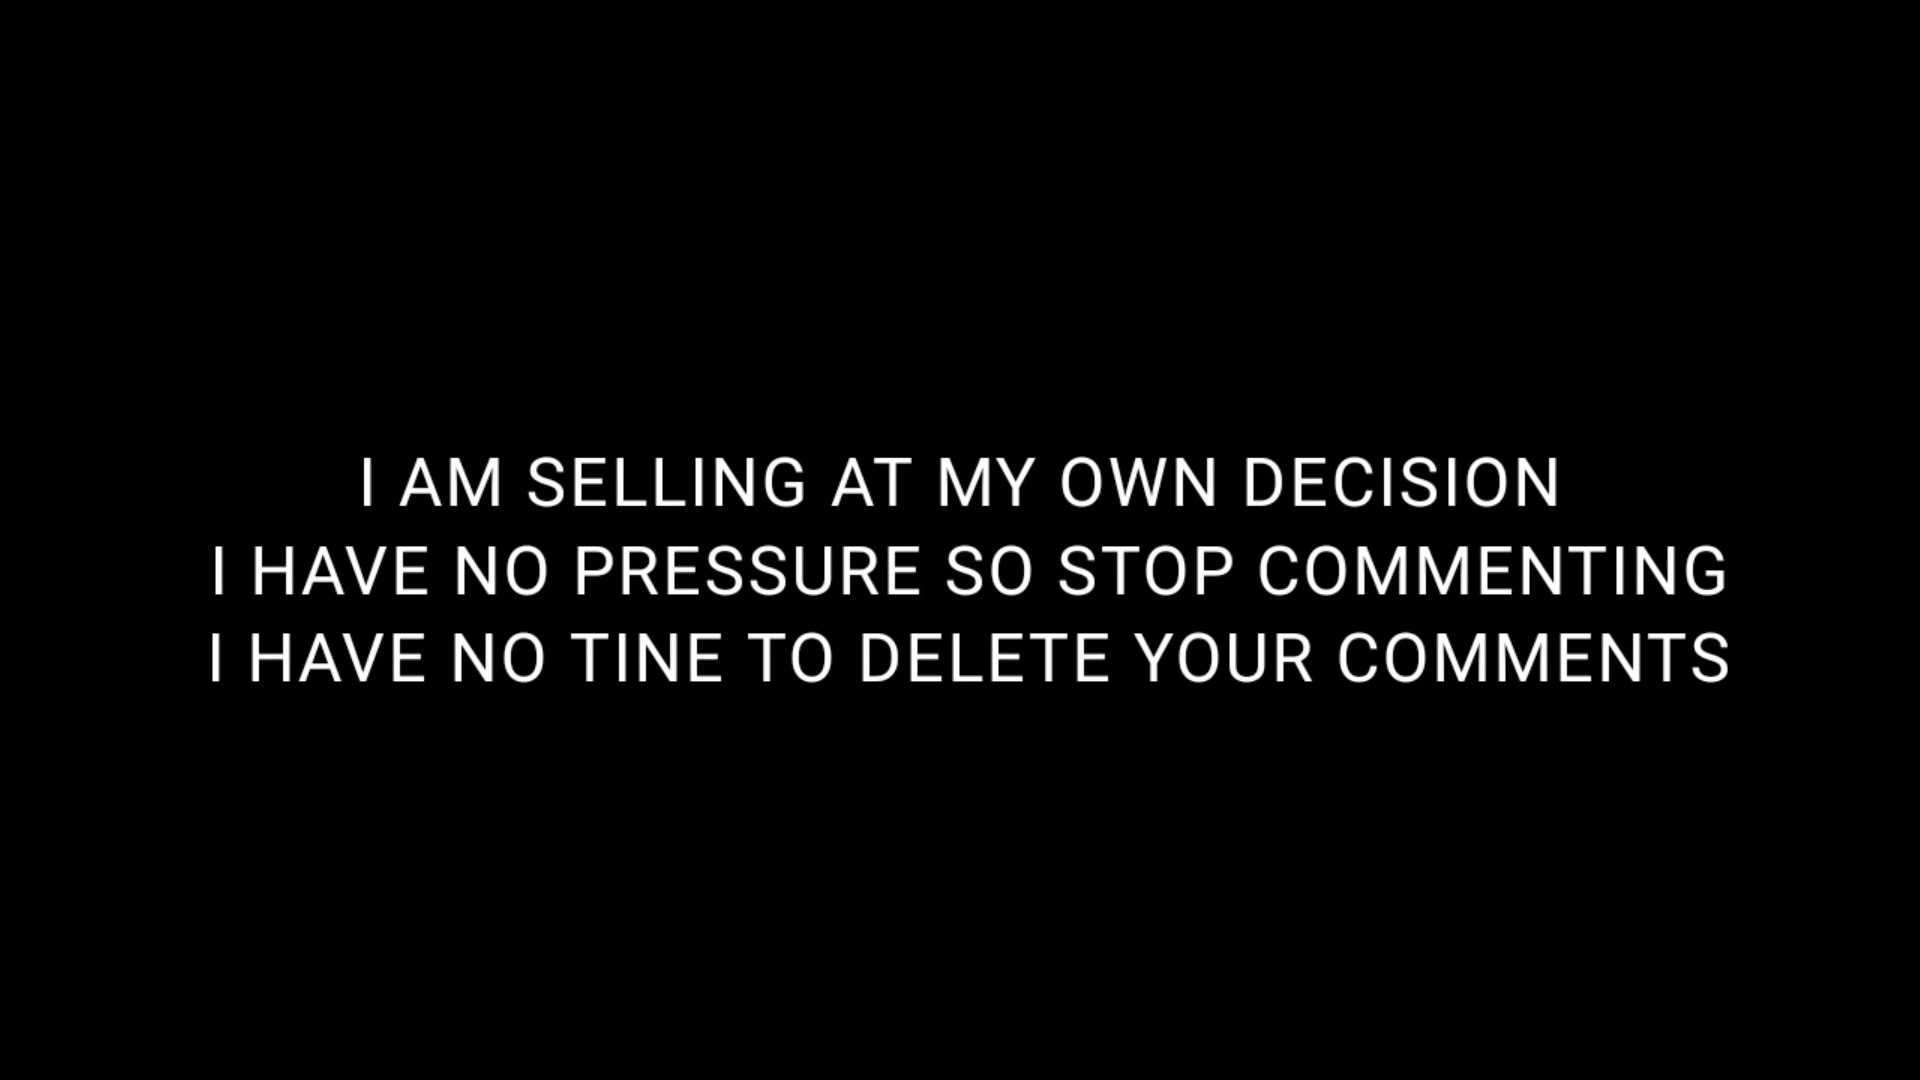 I AM SELLING AT MY OWN DECISION
I HAVE NO PRESSURE SO STOP COMMENTING
I HAVE NO TINE TO DELETE YOUR COMMENTS